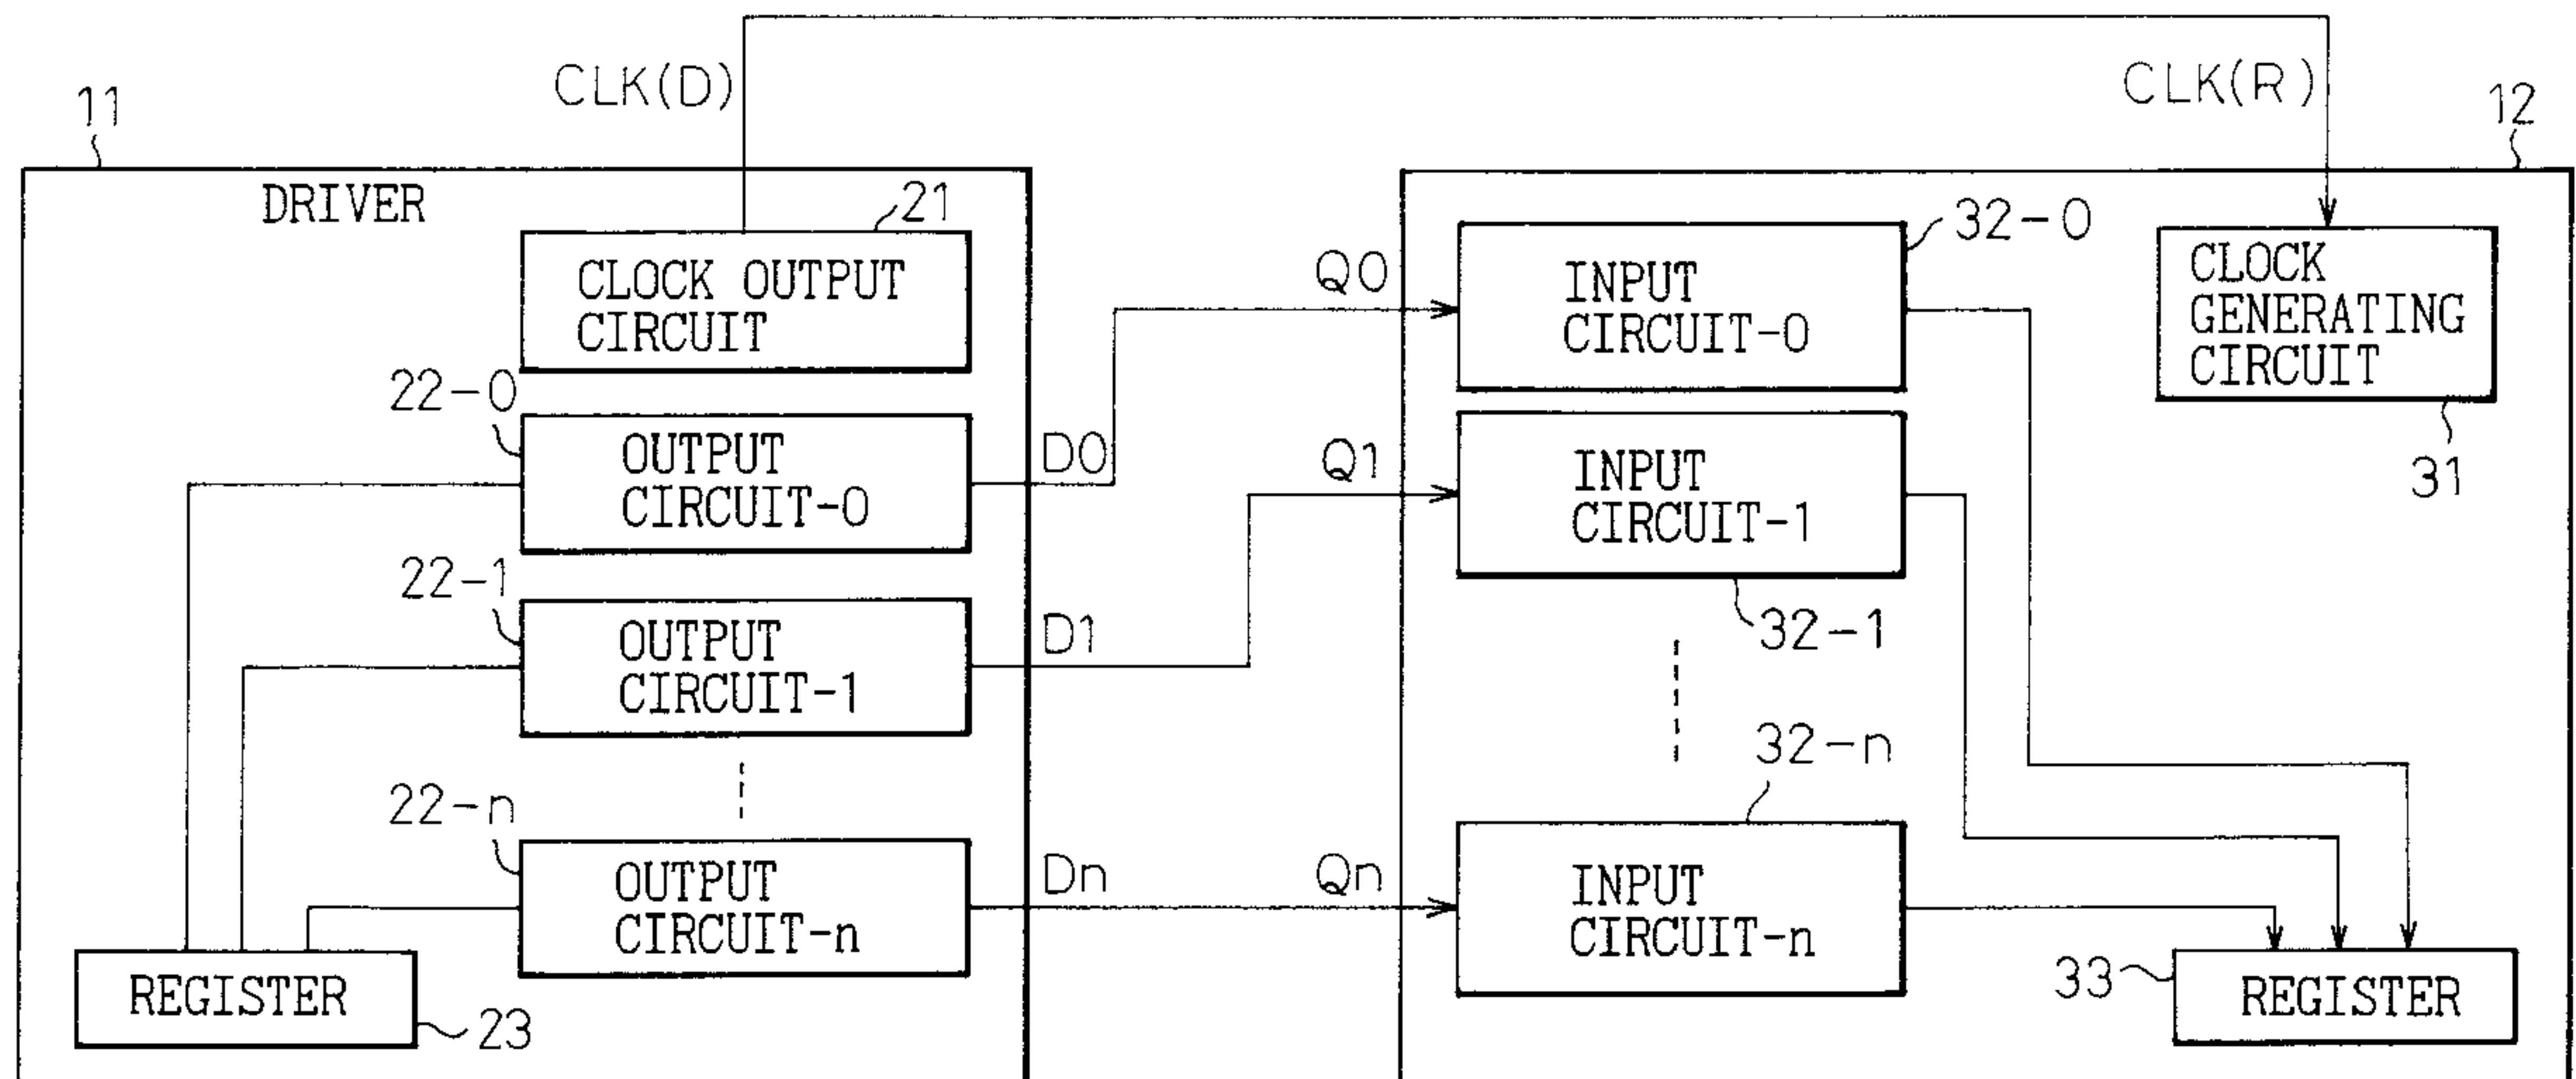 CLK(D)
CLK(R)
11
12
DRIVER
21
CLOCK OUTPUT
CIRCUIT
22-0
OUTPUT
CIRCUIT-0
D0
22-1
OUTPUT
CIRCUIT-1
D1
22-n
OUTPUT
CIRCUIT-n
Dn
REGISTER
23
Q0
INPUT
CIRCUIT-0
32-0
CLOCK
GENERATING
CIRCUIT
31
Q1
INPUT
CIRCUIT-1
32-1
32-n
Qn
INPUT
CIRCUIT-n
33
REGISTER